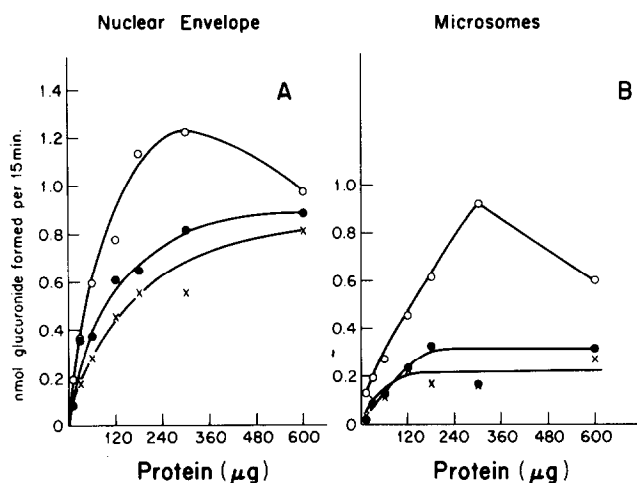 Nuclear Envelope
Microsomes
A
B
nmol glucuronide formed per 15min.
1.4
1.2
1.0
0.8
0.6
0.4
0.2
0
120 240 360 480 600
Protein (μg)
1.0
0.8
0.6
0.4
0.2
0
120 240 360 480 600
Protein (μg)